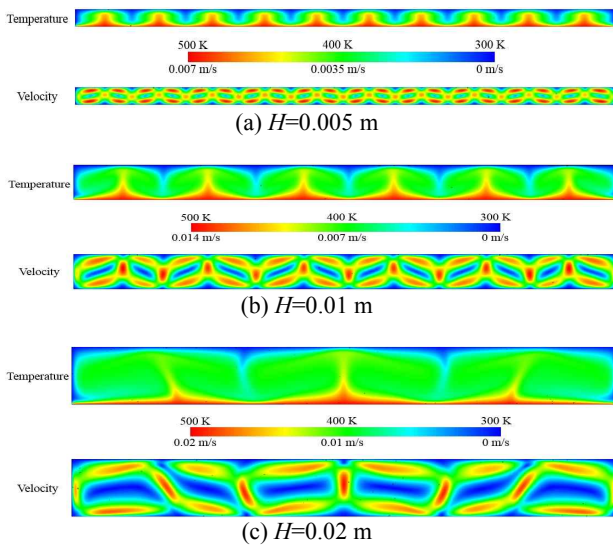 Temperature
500 K 400 K 300 K
0.007 m/s 0.0035 m/s 0 m/s
Velocity
(a) H=0.005 m
Temperature
500 K 400 K 300 K
0.014 m/s 0.007 m/s 0 m/s
Velocity
(b) H=0.01 m
Temperature
500 K 400 K 300 K
0.02 m/s 0.01 m/s 0 m/s
Velocity
(c) H=0.02 m